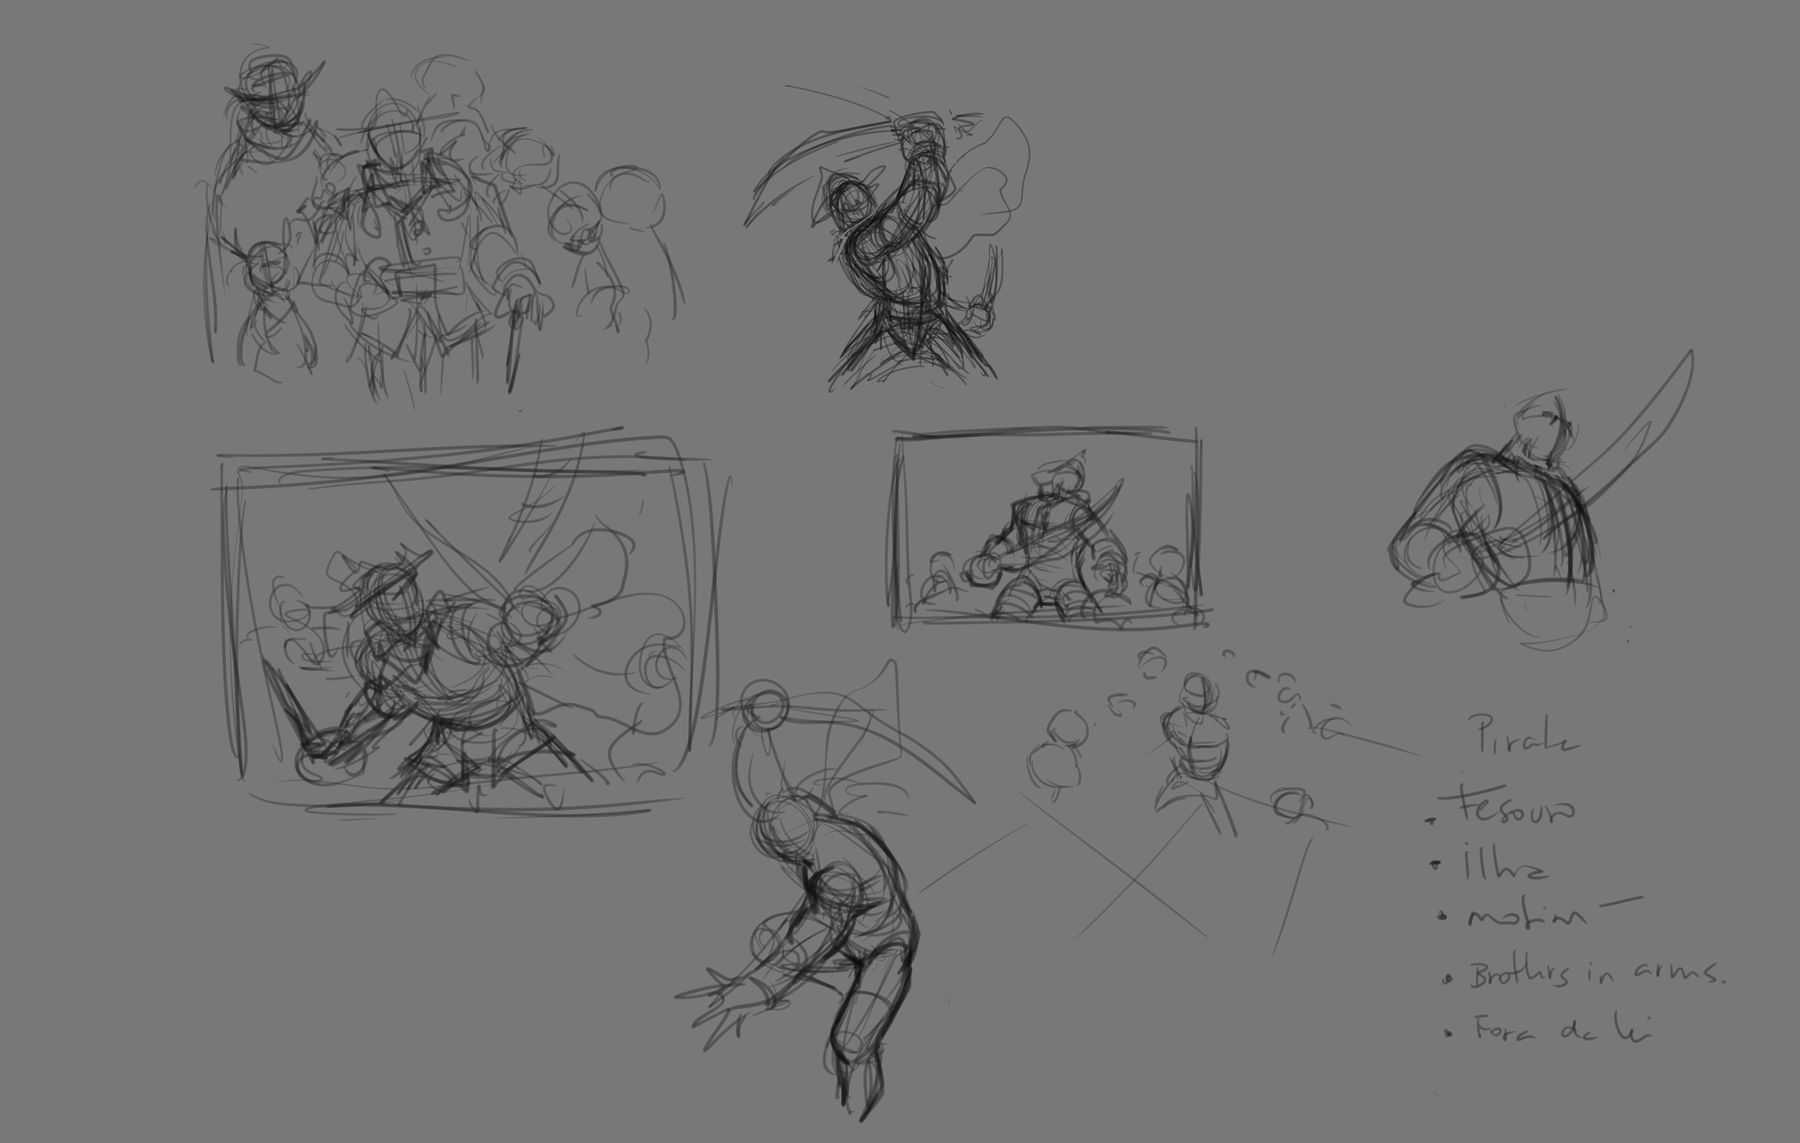 Pirate
Tesouro
• ilha
• motim —
• Brothrs in arms.
• Fora da lei